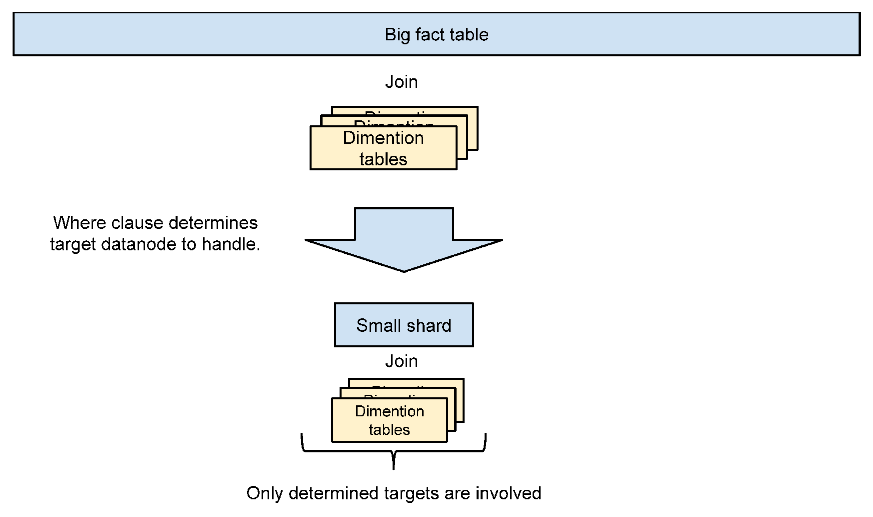 Big fact table
Join
Dimention
tables
Where clause determines
target datanode to handle.
Small shard
Join
Dimention
tables
Only determined targets are involved